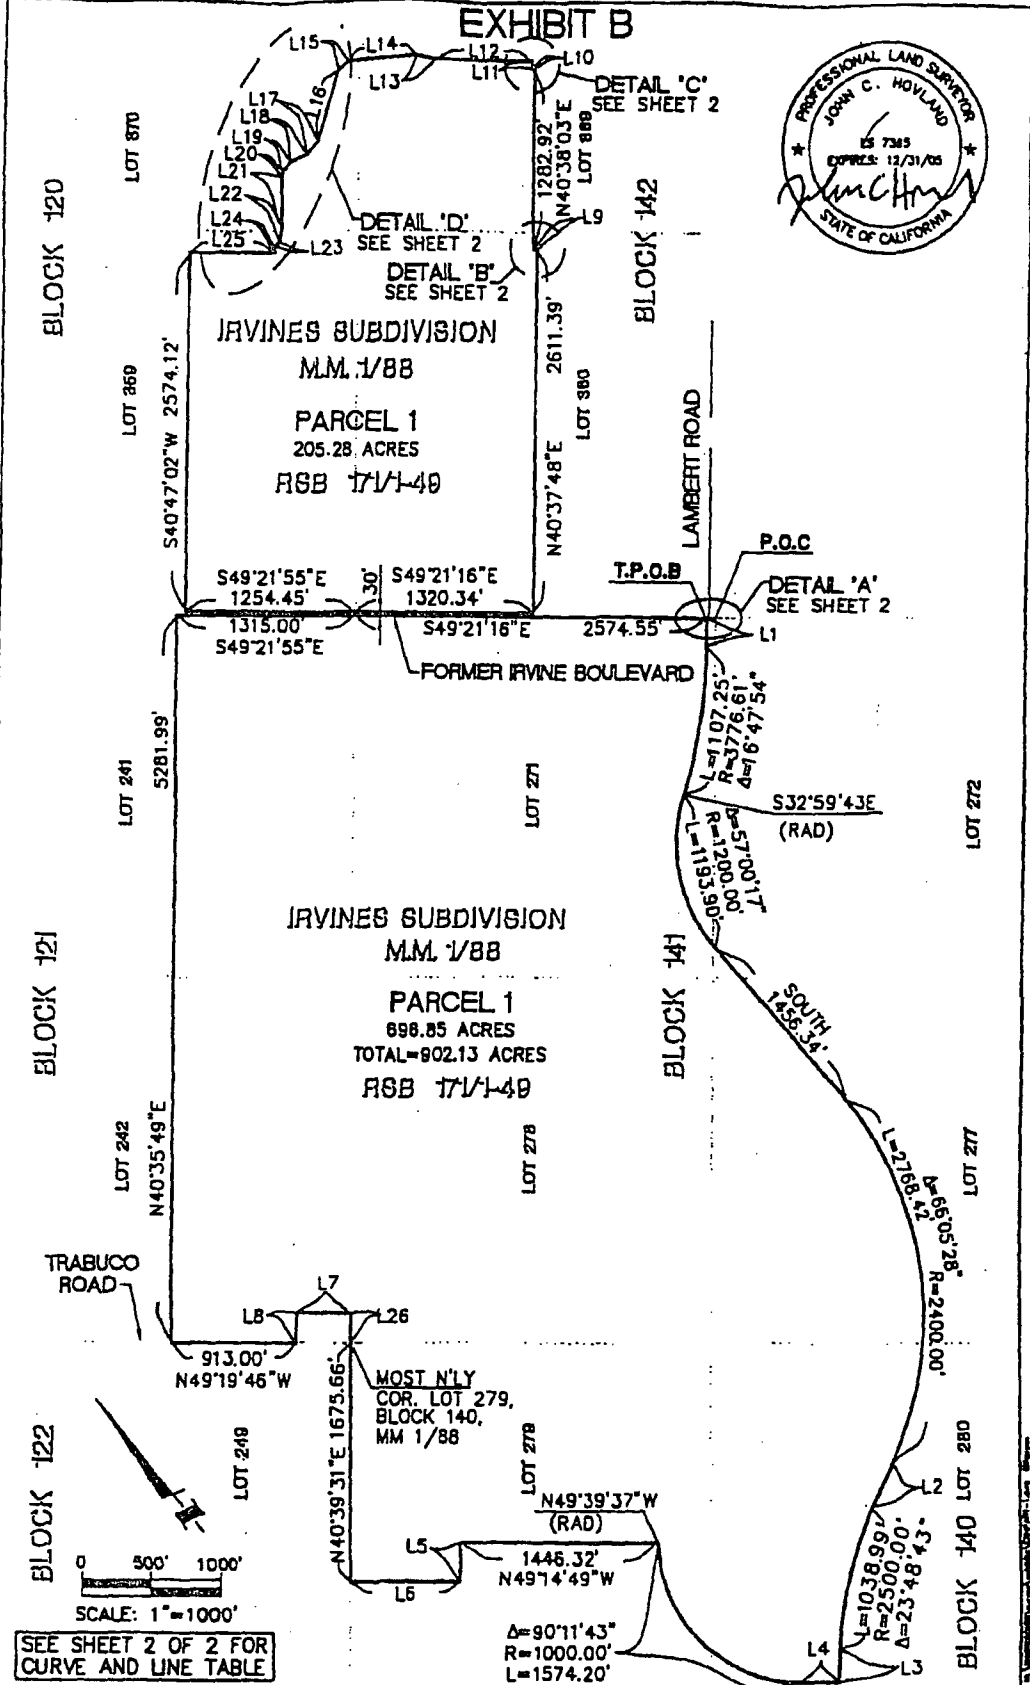 EXHIBIT B
L15
L14
L12
L10
L13
L11
DETAIL 'C'
SEE SHEET 2
L16
L17
L18
L19
L20
L21
L22
L24
L25
L23
DETAIL 'D'
SEE SHEET 2
DETAIL 'B'
SEE SHEET 2
1282.92'
N40°38'03"E
L9
PROFESSIONAL LAND SURVEYOR
JOHN C. HOVLAND
EXPIRES: 12/31/05
STATE OF CALIFORNIA
LOT 870
BLOCK 120
LOT 889
BLOCK 142
IRVINES SUBDIVISION
M.M. 1/88
PARCEL 1
205.28 ACRES
RSB 171/1-49
S40°47'02"W 2574.12'
LOT 869
2611.39'
N40°37'48"E
LOT 880
LAMBERT ROAD
P.O.C
T.P.O.B
DETAIL 'A'
SEE SHEET 2
L1
S49°21'55"E
1254.45'
30'
S49°21'16"E
1320.34'
1315.00'
S49°21'55"E
S49°21'16"E
2574.55'
FORMER IRVINE BOULEVARD
5281.99'
N40°35'49"E
LOT 241
LOT 271
L=1107.25'
R=3776.61'
Δ=16°47'54"
S32°59'43E
(RAD)
LOT 272
Δ=57°00'17"
R=1200.00'
L=1193.90'
IRVINES SUBDIVISION
M.M. 1/88
PARCEL 1
696.85 ACRES
TOTAL=902.13 ACRES
RSB 171/1-49
BLOCK 121
BLOCK 141
SOUTH
1456.34'
LOT 242
LOT 278
LOT 277
L=2768.42'
Δ=66°05'28"
R=2400.00'
TRABUCO
ROAD
L8
L7
L26
913.00'
N49°19'46"W
MOST N'LY
COR. LOT 279,
BLOCK 140,
MM 1/88
N40°39'31"E 1675.66'
BLOCK 122
LOT 249
LOT 279
LOT 280
BLOCK 140
L2
N49°39'37"W
(RAD)
L5
L6
1446.32'
N49°14'49"W
L=1038.99'
R=2500.00'
Δ=23°48'43"
L4
L3
Δ=90°11'43"
R=1000.00'
L=1574.20'
0 500' 1000'
SCALE: 1"=1000'
SEE SHEET 2 OF 2 FOR
CURVE AND LINE TABLE